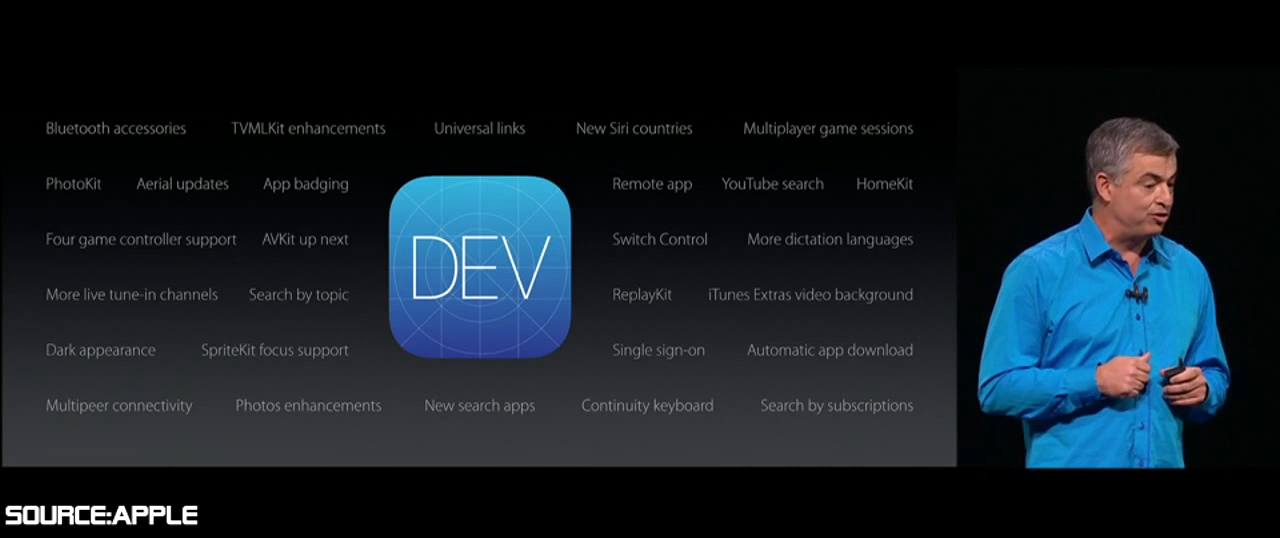 Bluetooth accessories TVMLKit enhancements Universal links New Siri countries Multiplayer game sessions
PhotoKit Aerial updates App badging Remote app YouTube search HomeKit
Four game controller support AVKit up next Switch Control More dictation languages
DEV
More live tune-in channels Search by topic ReplayKit iTunes Extras video background
Dark appearance SpriteKit focus support Single sign-on Automatic app download
Multipeer connectivity Photos enhancements New search apps Continuity keyboard Search by subscriptions
SOURCE:APPLE